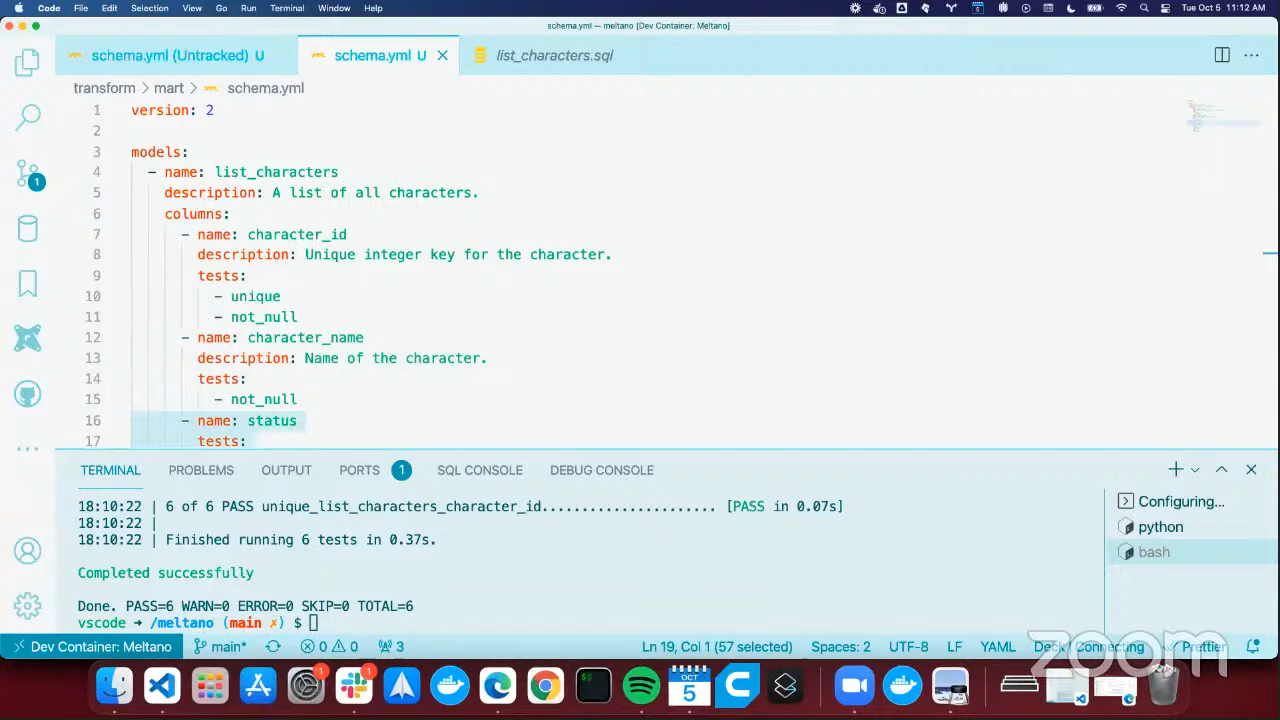 Code File Edit Selection View Go Run Terminal Window Help Tue Oct 5 11:12 AM
schema.yml — meltano [Dev Container: Meltano]
schema.yml (Untracked) U schema.yml U list_characters.sql
transform > mart > schema.yml
1 version: 2
2
3 models:
4 - name: list_characters
5 description: A list of all characters.
6 columns:
7 - name: character_id
8 description: Unique integer key for the character.
9 tests:
10 - unique
11 - not_null
12 - name: character_name
13 description: Name of the character.
14 tests:
15 - not_null
16 - name: status
17 tests:
TERMINAL PROBLEMS OUTPUT PORTS 1 SQL CONSOLE DEBUG CONSOLE
18:10:22 | 6 of 6 PASS unique_list_characters_character_id...................... [PASS in 0.07s]
18:10:22 |
18:10:22 | Finished running 6 tests in 0.37s.
Completed successfully
Done. PASS=6 WARN=0 ERROR=0 SKIP=0 TOTAL=6
vscode → /meltano (main ✗) $
Configuring...
python
bash
Dev Container: Meltano main* 0 0 3 Ln 19, Col 1 (57 selected) Spaces: 2 UTF-8 LF YAML Deck Connecting Prettier
zoom
OCT
5